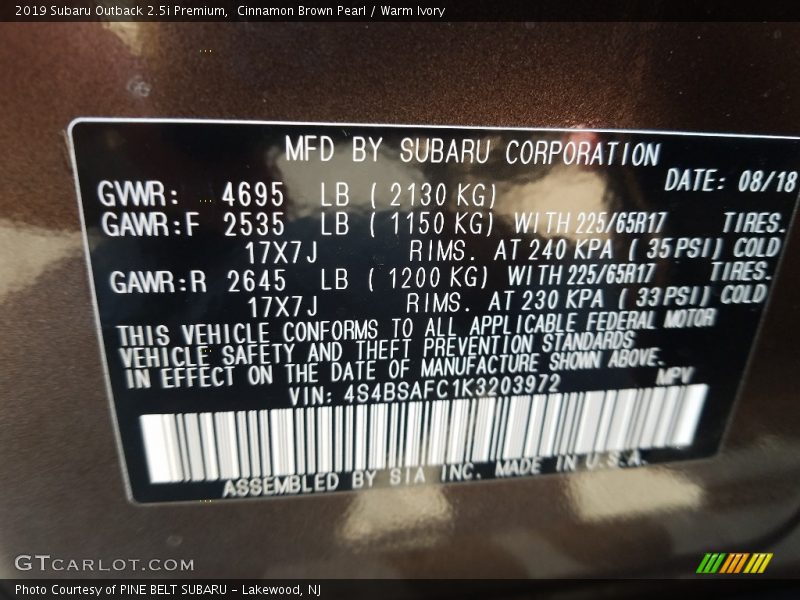 2019 Subaru Outback 2.5i Premium,  Cinnamon Brown Pearl / Warm Ivory
MFD BY SUBARU CORPORATION
DATE: 08/18
GVWR: 4695 LB ( 2130 KG)
GAWR:F 2535 LB ( 1150 KG) WITH 225/65R17 TIRES.
17X7J RIMS. AT 240 KPA ( 35 PSI) COLD
GAWR:R 2645 LB ( 1200 KG) WITH 225/65R17 TIRES.
17X7J RIMS. AT 230 KPA ( 33 PSI) COLD
THIS VEHICLE CONFORMS TO ALL APPLICABLE FEDERAL MOTOR
VEHICLE SAFETY AND THEFT PREVENTION STANDARDS
IN EFFECT ON THE DATE OF MANUFACTURE SHOWN ABOVE.
VIN: 4S4BSAFC1K3203972 MPV
ASSEMBLED BY SIA INC. MADE IN U.S.A.
GTCARLOT.COM
Photo Courtesy of PINE BELT SUBARU - Lakewood, NJ